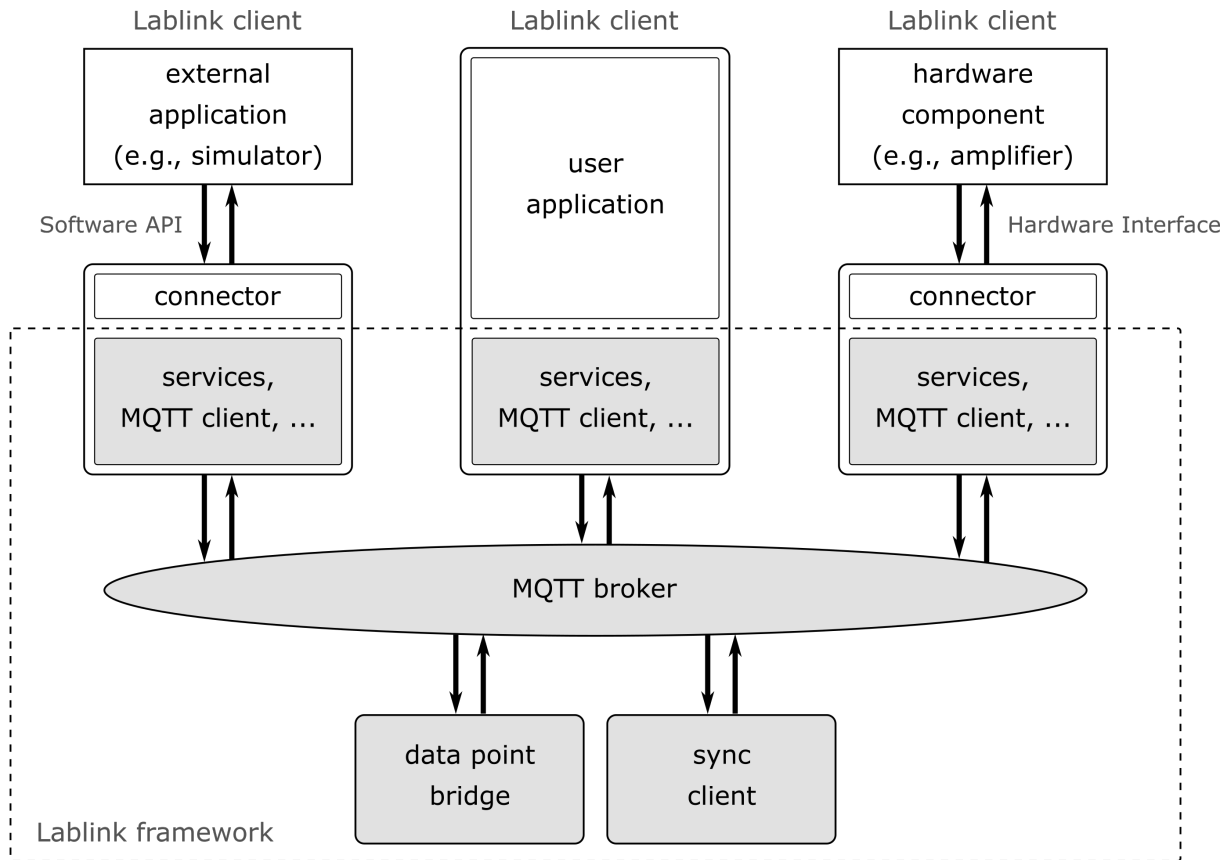 Lablink client
Lablink client
Lablink client
external
application
(e.g., simulator)
user
application
hardware
component
(e.g., amplifier)
Software API
Hardware Interface
connector
connector
services,
MQTT client, ...
services,
MQTT client, ...
services,
MQTT client, ...
MQTT broker
data point
bridge
sync
client
Lablink framework